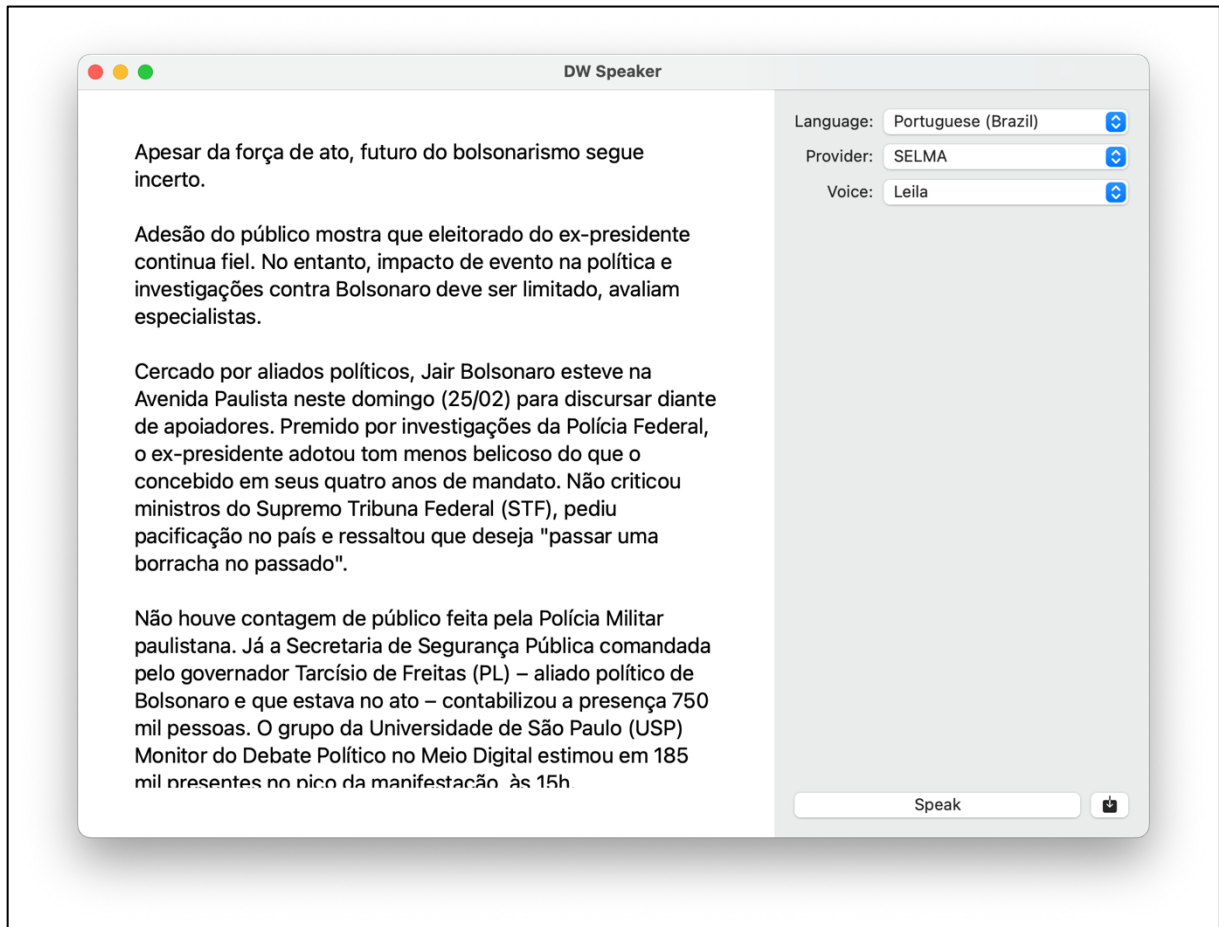 DW Speaker
Apesar da força de ato, futuro do bolsonarismo segue
incerto.
Adesão do público mostra que eleitorado do ex-presidente
continua fiel. No entanto, impacto de evento na política e
investigações contra Bolsonaro deve ser limitado, avaliam
especialistas.
Cercado por aliados políticos, Jair Bolsonaro esteve na
Avenida Paulista neste domingo (25/02) para discursar diante
de apoiadores. Premido por investigações da Polícia Federal,
o ex-presidente adotou tom menos belicoso do que o
concebido em seus quatro anos de mandato. Não criticou
ministros do Supremo Tribuna Federal (STF), pediu
pacificação no país e ressaltou que deseja "passar uma
borracha no passado".
Não houve contagem de público feita pela Polícia Militar
paulistana. Já a Secretaria de Segurança Pública comandada
pelo governador Tarcísio de Freitas (PL) – aliado político de
Bolsonaro e que estava no ato – contabilizou a presença 750
mil pessoas. O grupo da Universidade de São Paulo (USP)
Monitor do Debate Político no Meio Digital estimou em 185
mil presentes no pico da manifestação, às 15h.
Language: Portuguese (Brazil)
Provider: SELMA
Voice: Leila
Speak